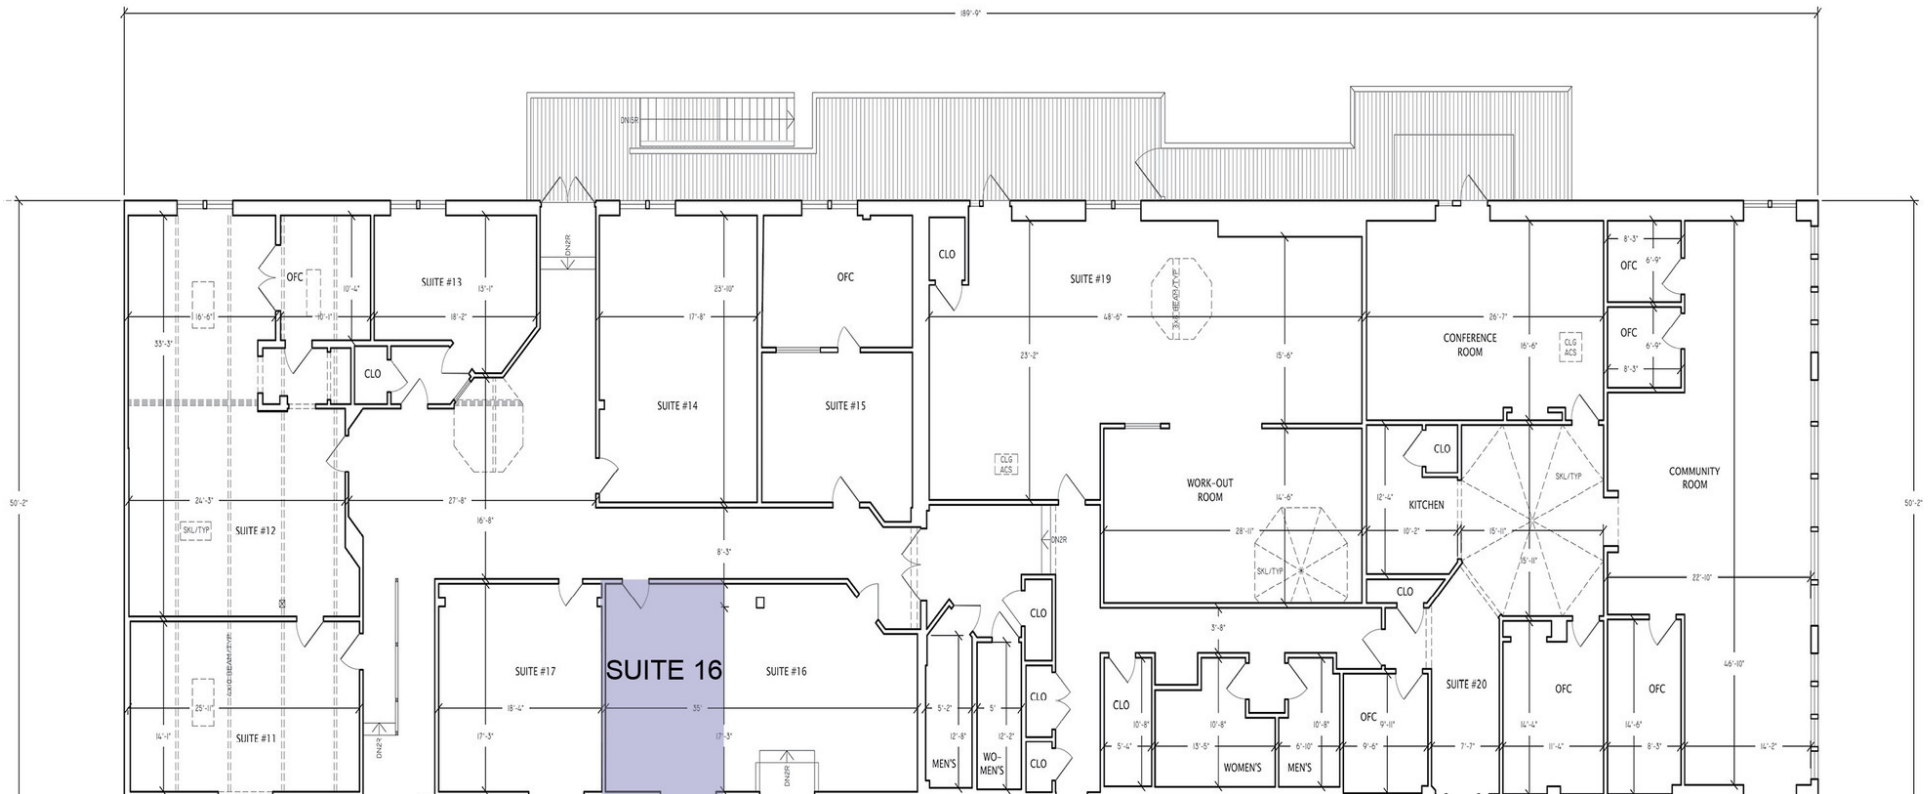 189'-9"
DN15R
DN2R
OFC
10'-4"
SUITE #13
13'-1"
23'-10"
OFC
CLO
SUITE #19
OFC
8'-3"
6'-9"
16'-6"
10'-1"
18'-2"
17'-8"
48'-6"
26'-7"
33'-3"
CLO
23'-2"
15'-6"
CONFERENCE
ROOM
16'-6"
CLG
ACS
OFC
6'-9"
8'-3"
SUITE #14
SUITE #15
CLG
ACS
CLO
SKL/TYP
COMMUNITY
ROOM
WORK-OUT
ROOM
14'-6"
12'-4"
KITCHEN
50'-2"
24'-3"
27'-8"
50'-2"
SKL/TYP
SUITE #12
16'-8"
8'-3"
DN2R
28'-11"
10'-2"
15'-11"
15'-11"
SKL/TYP
22'-10"
CLO
CLO
3'-8"
SUITE #17
SUITE 16
SUITE #16
46'-10"
CLO
CLO
SUITE #20
OFC
OFC
25'-11"
18'-4"
35'
5'-2"
5'
OFC
9'-11"
14'-1"
SUITE #11
DN2R
17'-3"
17'-3"
DN2R
12'-8"
12'-2"
10'-8"
10'-8"
10'-8"
14'-4"
14'-6"
5'-4"
13'-5"
6'-10"
9'-6"
7'-7"
11'-4"
8'-3"
14'-2"
MEN'S
WO-
MEN'S
CLO
WOMEN'S
MEN'S